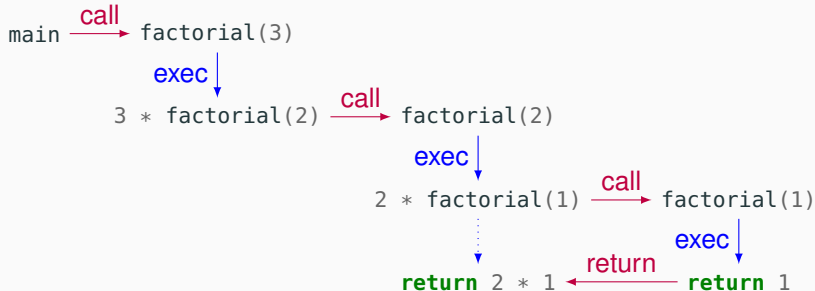 call
main factorial(3)
exec
call
3 * factorial(2) factorial(2)
exec
call
2 * factorial(1) factorial(1)
exec
return
return 2 * 1 return 1